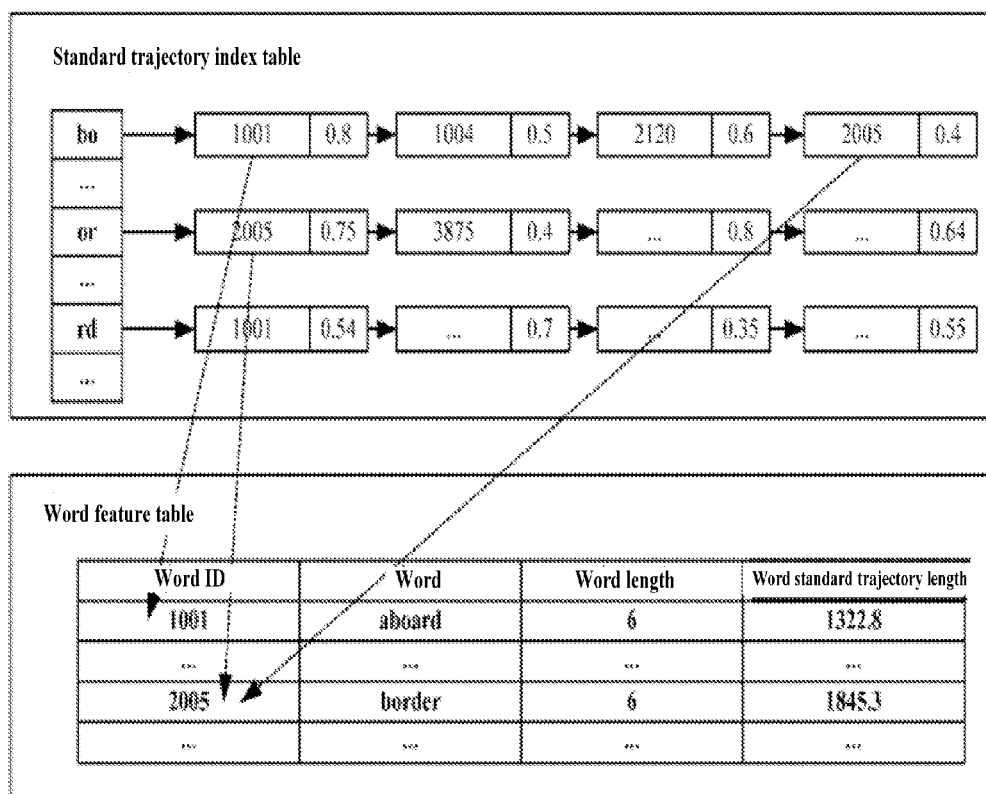 Standard trajectory index table
bo 1001 0.8 1004 0.5 2120 0.6 2005 0.4
...
or 2005 0.75 3875 0.4 ... 0.8 ... 0.64
...
rd 1001 0.54 ... 0.7 ... 0.35 ... 0.55
...
Word feature table
Word ID Word Word length Word standard trajectory length
1001 aboard 6 1322.8
... ... ... ...
2005 border 6 1845.3
... ... ... ...